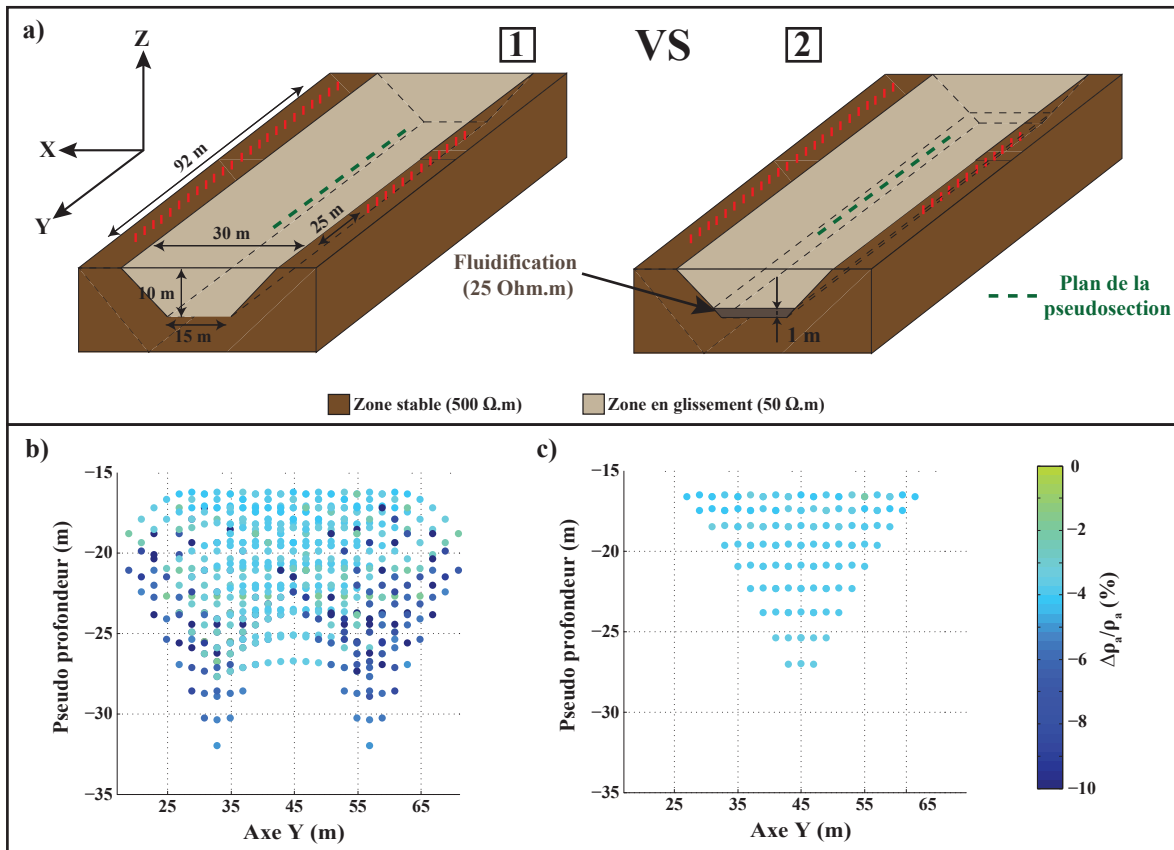 a)
1
VS
2
Z
X
Y
92 m
30 m
25 m
10 m
15 m
Fluidification
(25 Ohm.m)
1 m
Plan de la
pseudosection
Zone stable (500 Ω.m)
Zone en glissement (50 Ω.m)
b)
−15
−20
−25
−30
−35
Pseudo profondeur (m)
25
35
45
55
65
Axe Y (m)
c)
−15
−20
−25
−30
−35
Pseudo profondeur (m)
25
35
45
55
65
Axe Y (m)
0
−2
−4
−6
−8
−10
Δρa/ρa (%)